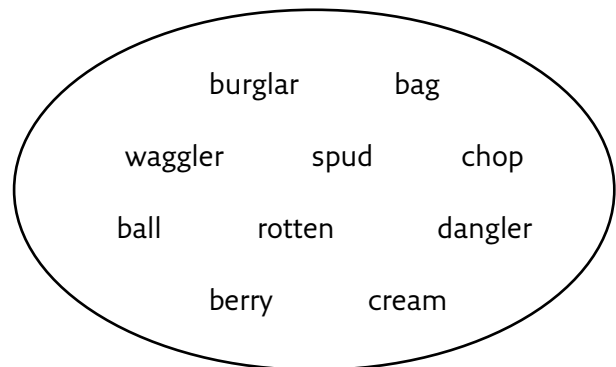 burglar bag
waggler spud chop
ball rotten dangler
berry cream